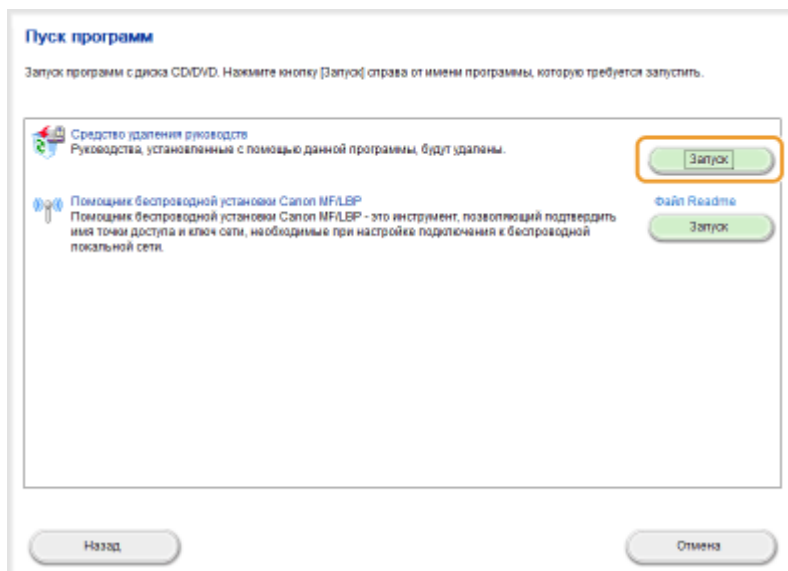 Пуск программ
Запуск программ с диска CD/DVD. Нажмите кнопку [Запуск] справа от имени программы, которую требуется запустить.
Средство удаления руководств
Руководства, установленные с помощью данной программы, будут удалены.
Запуск
Помощник беспроводной установки Canon MF/LBP
Файл Readme
Помощник беспроводной установки Canon MF/LBP - это инструмент, позволяющий подтвердить
имя точки доступа и ключ сети, необходимые при настройке подключения к беспроводной
локальной сети.
Запуск
Назад
Отмена